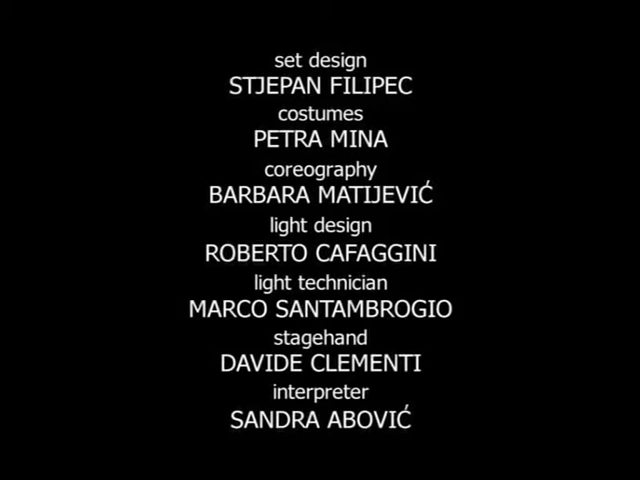 set design
STJEPAN FILIPEC
costumes
PETRA MINA
coreography
BARBARA MATIJEVIĆ
light design
ROBERTO CAFAGGINI
light technician
MARCO SANTAMBROGIO
stagehand
DAVIDE CLEMENTI
interpreter
SANDRA ABOVIĆ